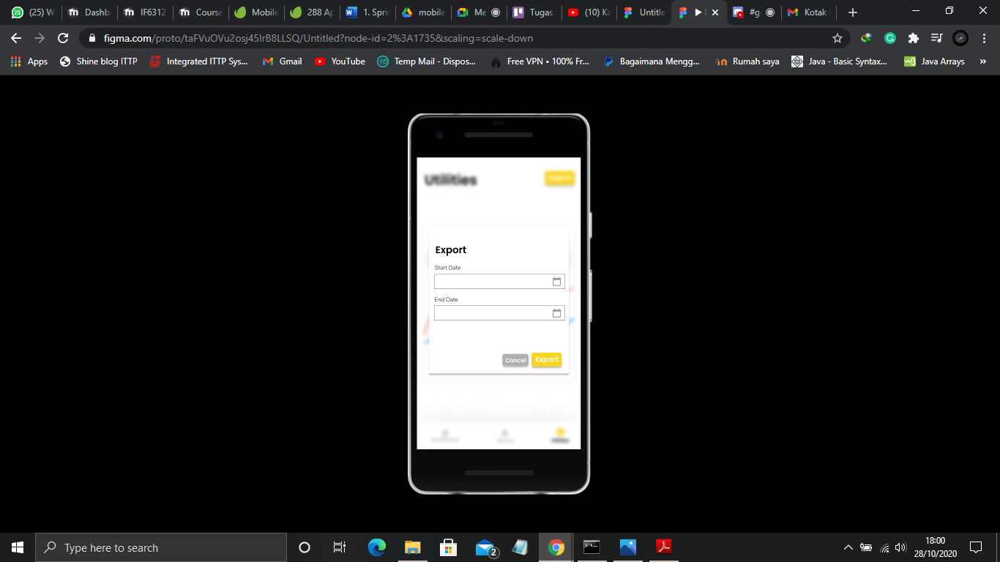 (25) W
Dashb
IF6312
Course
Mobile
288 Ap
1. Sprin
mobile
Me
Tugas
(10) Ka
Untitle
#g
Kotak
figma.com/proto/taFVuOVu2osj45IrB8LLSQ/Untitled?node-id=2%3A1735&scaling=scale-down
Apps
Shine blog ITTP
Integrated ITTP Sys...
Gmail
YouTube
Temp Mail - Dispos...
Free VPN • 100% Fr...
Bagaimana Mengg...
Rumah saya
Java - Basic Syntax...
Java Arrays
»
Utilities
Export
Export
Start Date
End Date
Cancel
Export
Utilities
Type here to search
2
18:00
28/10/2020